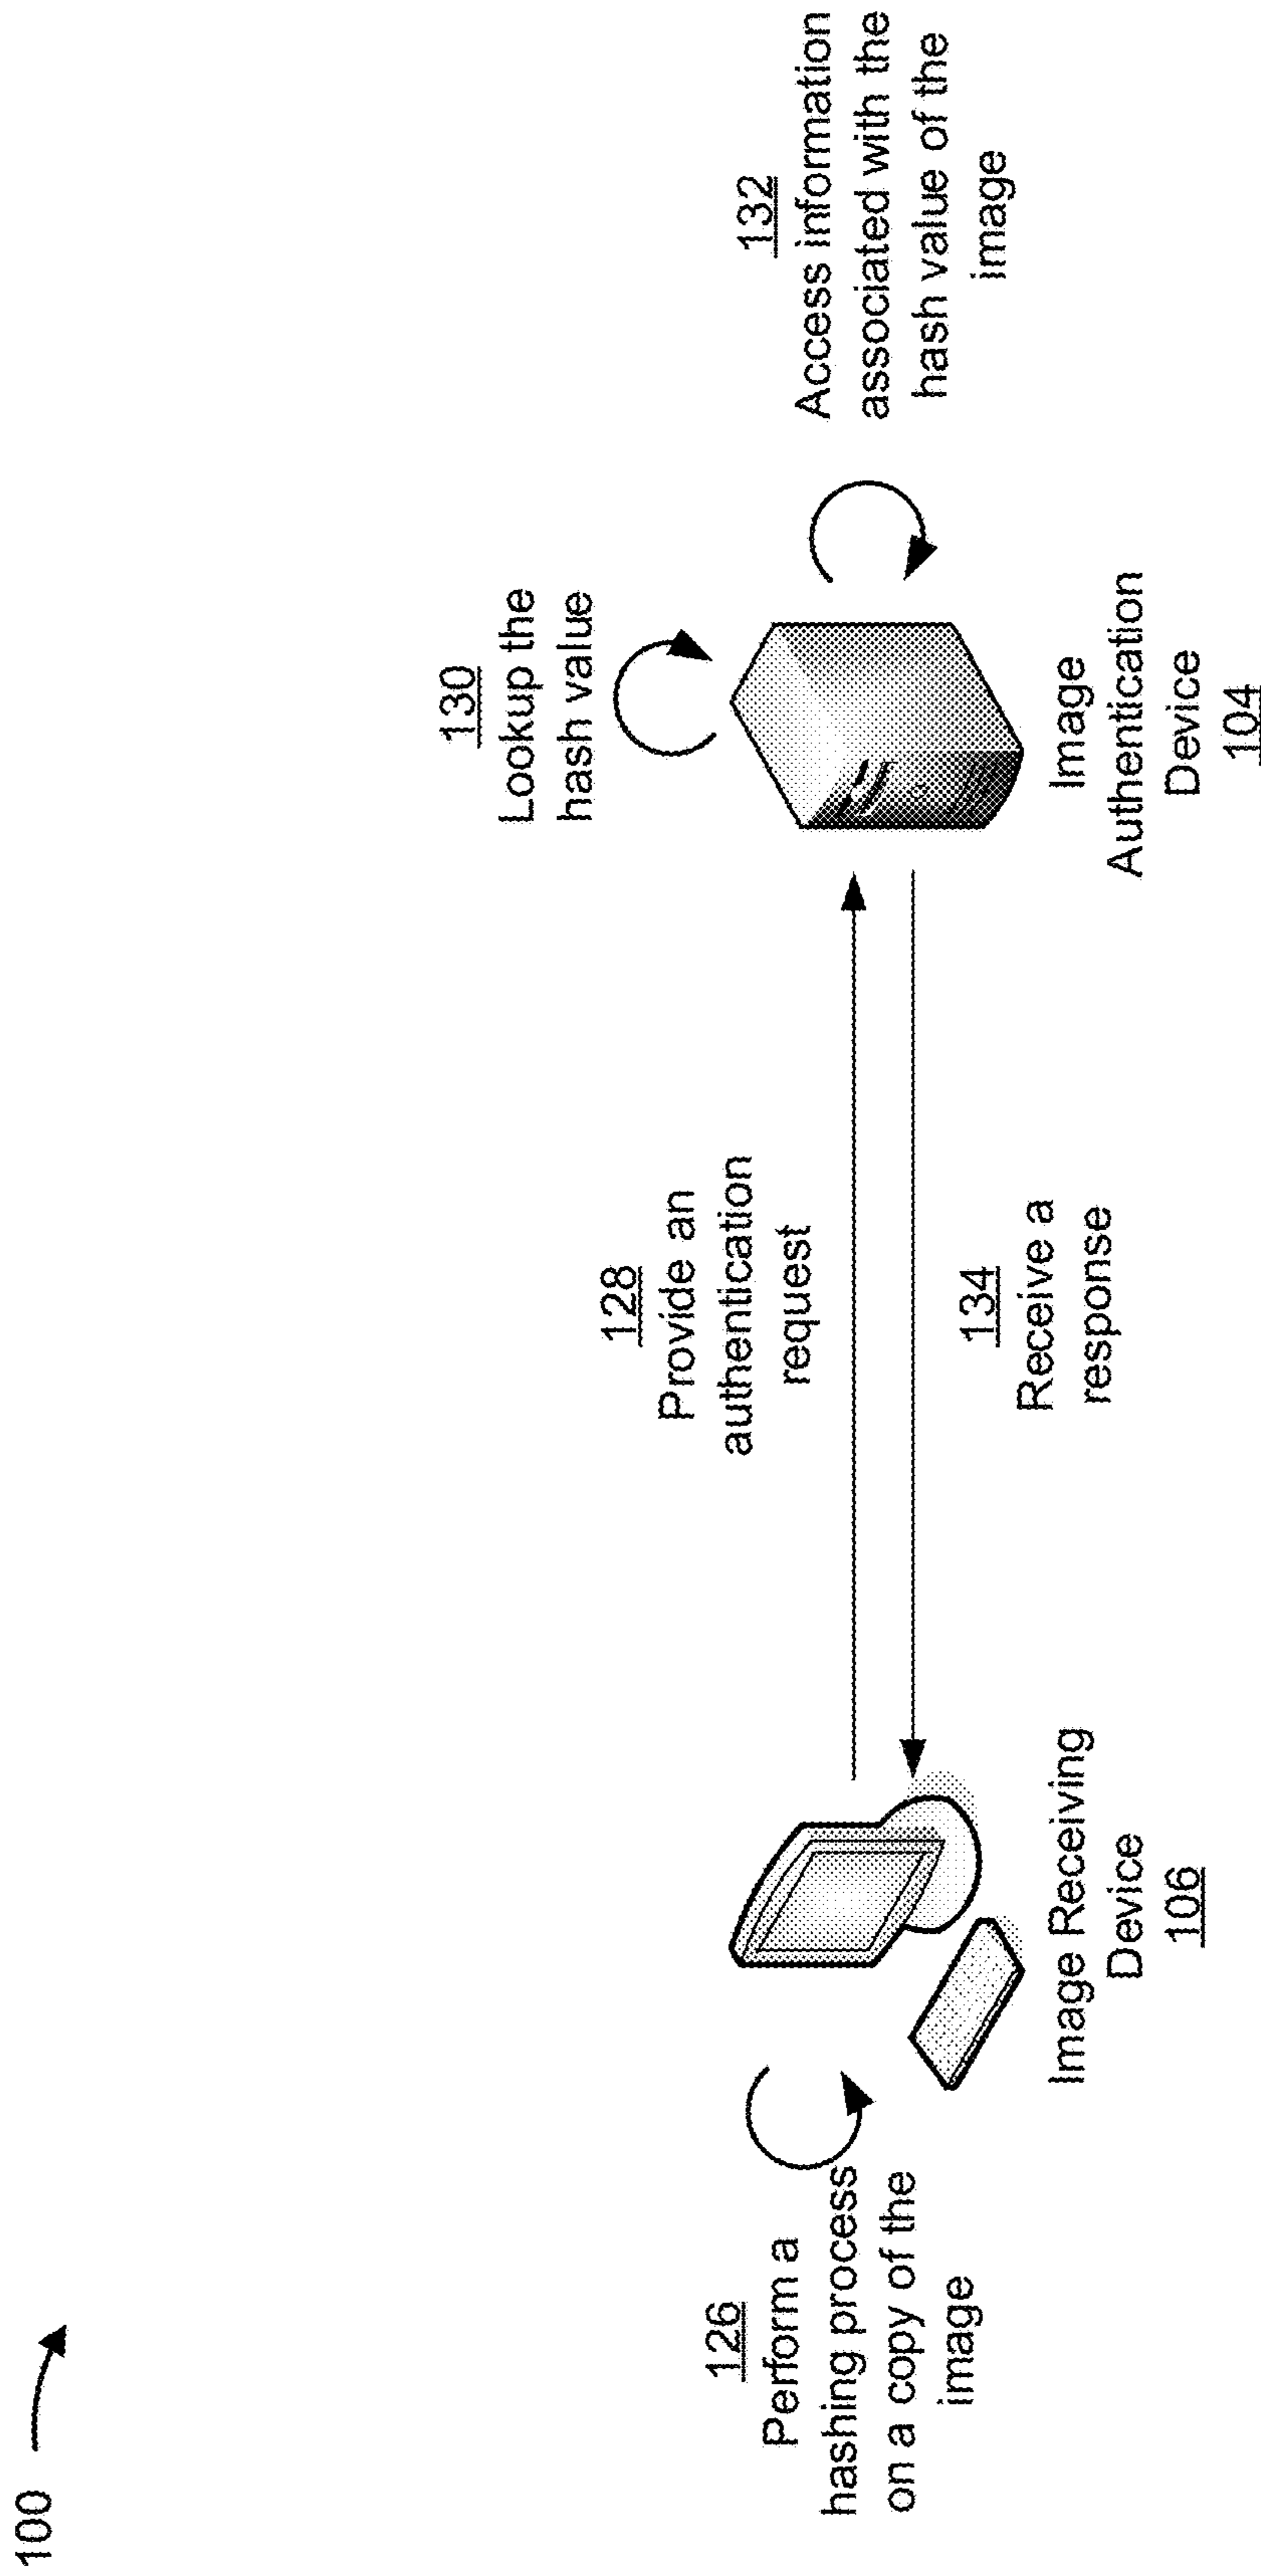 100
126
Perform a
hashing process
on a copy of the
image
Image Receiving
Device
106
128
Provide an
authentication
request
134
Receive a
response
130
Lookup the
hash value
Image
Authentication
Device
104
132
Access information
associated with the
hash value of the
image